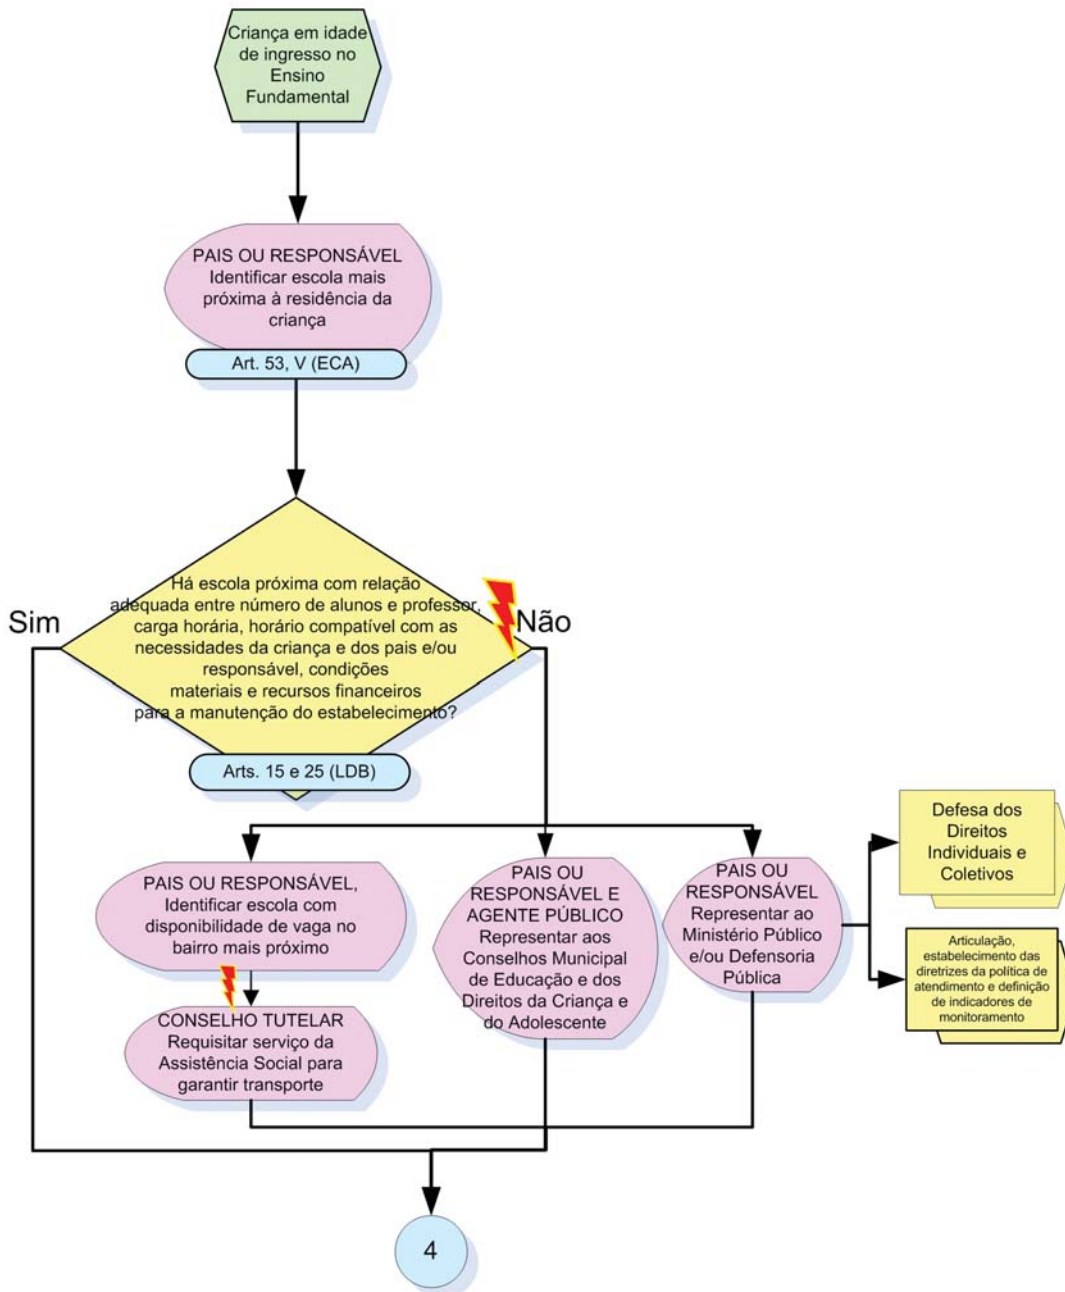 Criança em idade
de ingresso no
Ensino
Fundamental
PAIS OU RESPONSÁVEL
Identificar escola mais
próxima à residência da
criança
Art. 53, V (ECA)
Há escola próxima com relação
adequada entre número de alunos e professor,
carga horária, horário compatível com as
necessidades da criança e dos pais e/ou
responsável, condições
materiais e recursos financeiros
para a manutenção do estabelecimento?
Sim
Não
Arts. 15 e 25 (LDB)
PAIS OU RESPONSÁVEL,
Identificar escola com
disponibilidade de vaga no
bairro mais próximo
CONSELHO TUTELAR
Requisitar serviço da
Assistência Social para
garantir transporte
PAIS OU
RESPONSÁVEL E
AGENTE PÚBLICO
Representar aos
Conselhos Municipal
de Educação e dos
Direitos da Criança e
do Adolescente
PAIS OU
RESPONSÁVEL
Representar ao
Ministério Público
e/ou Defensoria
Pública
Defesa dos
Direitos
Individuais e
Coletivos
Articulação,
estabelecimento das
diretrizes da política de
atendimento e definição
de indicadores de
monitoramento
4